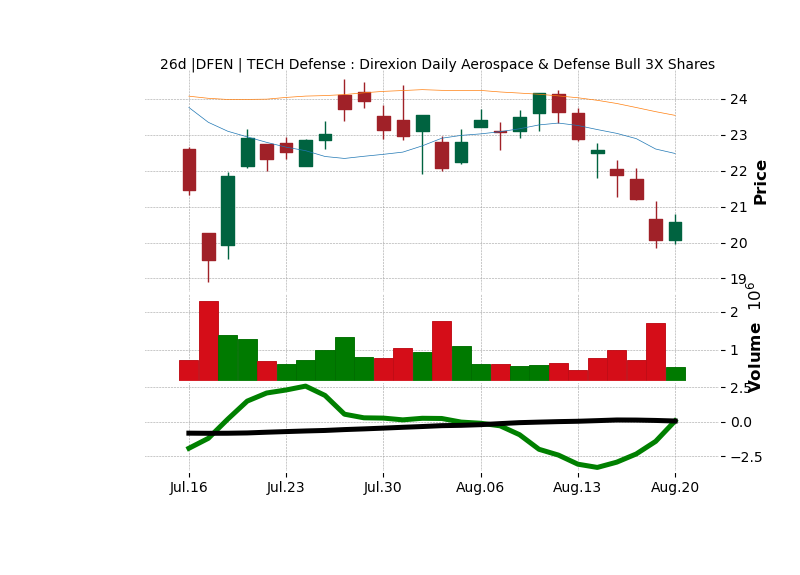 26d |DFEN | TECH Defense : Direxion Daily Aerospace & Defense Bull 3X Shares
24
23
22
21
20
19
Price
2
1
Volume 10^6
2.5
0.0
−2.5
Jul.16 Jul.23 Jul.30 Aug.06 Aug.13 Aug.20